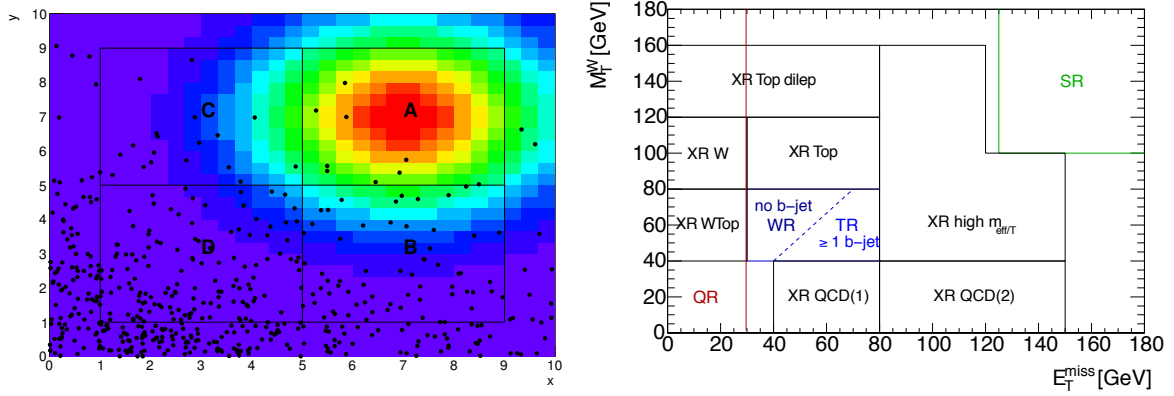 y
10
9
8
7
6
5
4
3
2
1
0
C
A
D
B
0 1 2 3 4 5 6 7 8 9 10
x
M_T^W [GeV]
180
160
140
120
100
80
60
40
20
0
XR Top dilep
SR
XR W
XR Top
XR WTop
no b-jet
WR
TR
≥ 1 b-jet
XR high m_eff/T
QR
XR QCD(1)
XR QCD(2)
0 20 40 60 80 100 120 140 160 180
E_T^miss [GeV]